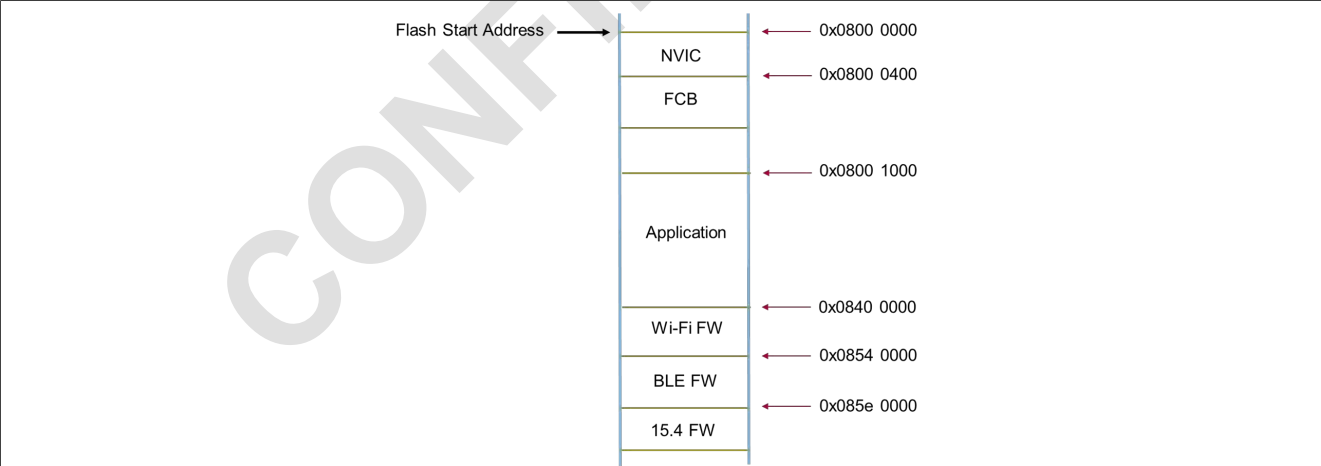 Flash Start Address
0x0800 0000
NVIC
0x0800 0400
FCB
0x0800 1000
Application
0x0840 0000
Wi-Fi FW
0x0854 0000
BLE FW
0x085e 0000
15.4 FW